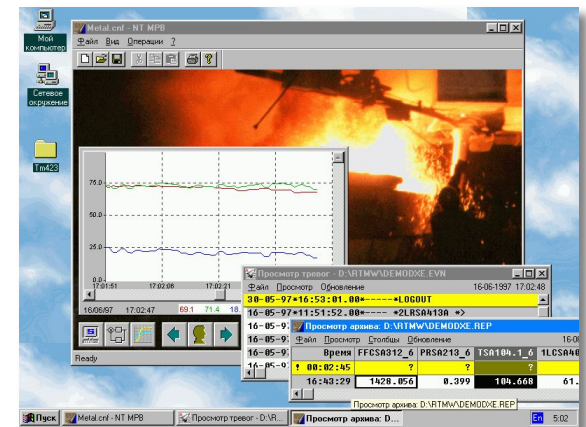 Мой
компьютер
Сетевое
окружение
Tm423
Metal.cnf - NT MPB
Файл Вид Операции ?
75.0
50.0
25.0
0.0
17:01:51 17:02:06 17:02:21
16/06/97 17:02:47 69.1 71.4 18.
Ready
Просмотр тревог - D:\RTMW\DEMODXE.EVN
Файл Просмотр Обновление 16-06-1997 17:02:48
30-05-97*16:53:01.00*-----*LOGOUT
16-05-97*11:51:52.00*----- *2LRSA413A *>
16-05-9
16-05-9
16-05-9
16-05-9
Просмотр архива: D:\RTMW\DEMODXE.REP
Файл Просмотр Столбцы Обновление 16-0
Время FFCSA312_6 PRSA213_6 TSA104.1_6 1LCSA40
! 00:02:45 ? ? ?
16:43:29 1428.056 0.399 104.668 61.
Просмотр архива: D:\RTMW\DEMODXE.REP
Пуск Metal.cnf - NT MPB Просмотр тревог - D:\R... Просмотр архива: D... En 5:02